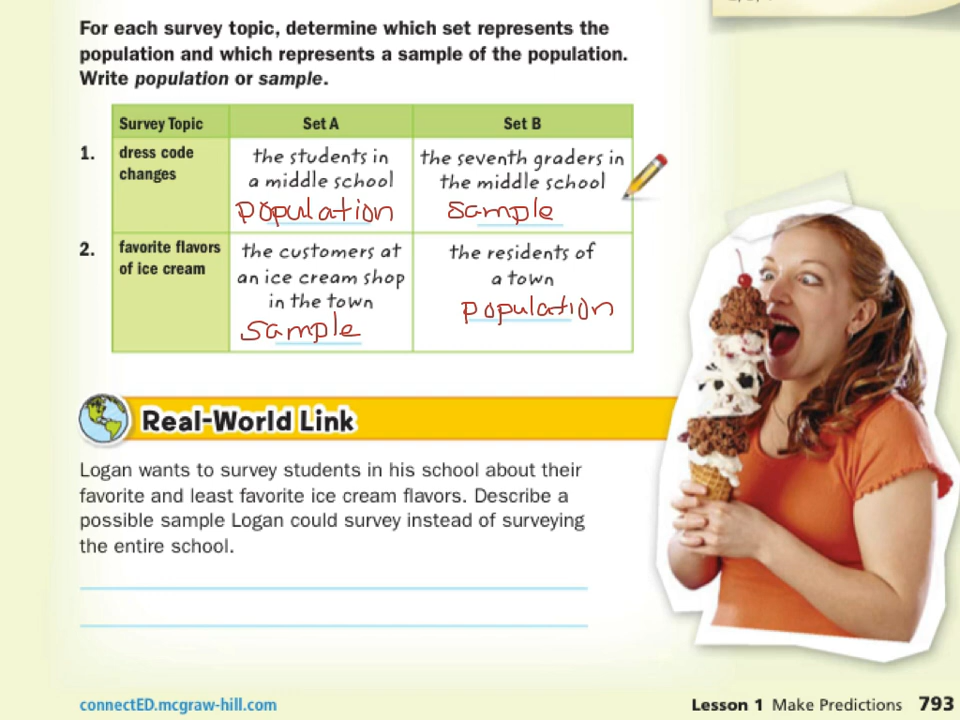 For each survey topic, determine which set represents the
population and which represents a sample of the population.
Write population or sample.
Survey Topic Set A Set B
1. dress code changes
the students in
a middle school
population
the seventh graders in
the middle school
sample
2. favorite flavors of ice cream
the customers at
an ice cream shop
in the town
sample
the residents of
a town
population
Real-World Link
Logan wants to survey students in his school about their
favorite and least favorite ice cream flavors. Describe a
possible sample Logan could survey instead of surveying
the entire school.
connectED.mcgraw-hill.com
Lesson 1 Make Predictions 793